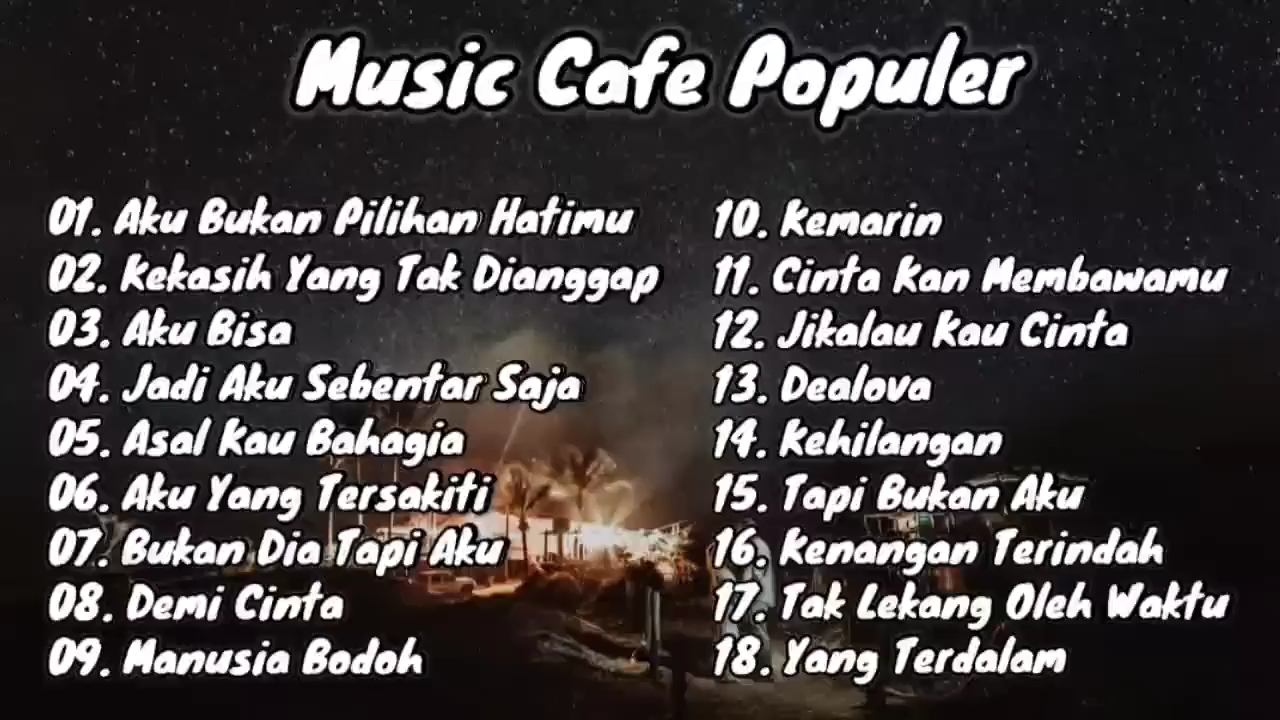 Music Cafe Populer
01. Aku Bukan Pilihan Hatimu
02. Kekasih Yang Tak Dianggap
03. Aku Bisa
04. Jadi Aku Sebentar Saja
05. Asal Kau Bahagia
06. Aku Yang Tersakiti
07. Bukan Dia Tapi Aku
08. Demi Cinta
09. Manusia Bodoh
10. Kemarin
11. Cinta Kan Membawamu
12. Jikalau Kau Cinta
13. Dealova
14. Kehilangan
15. Tapi Bukan Aku
16. Kenangan Terindah
17. Tak Lekang Oleh Waktu
18. Yang Terdalam